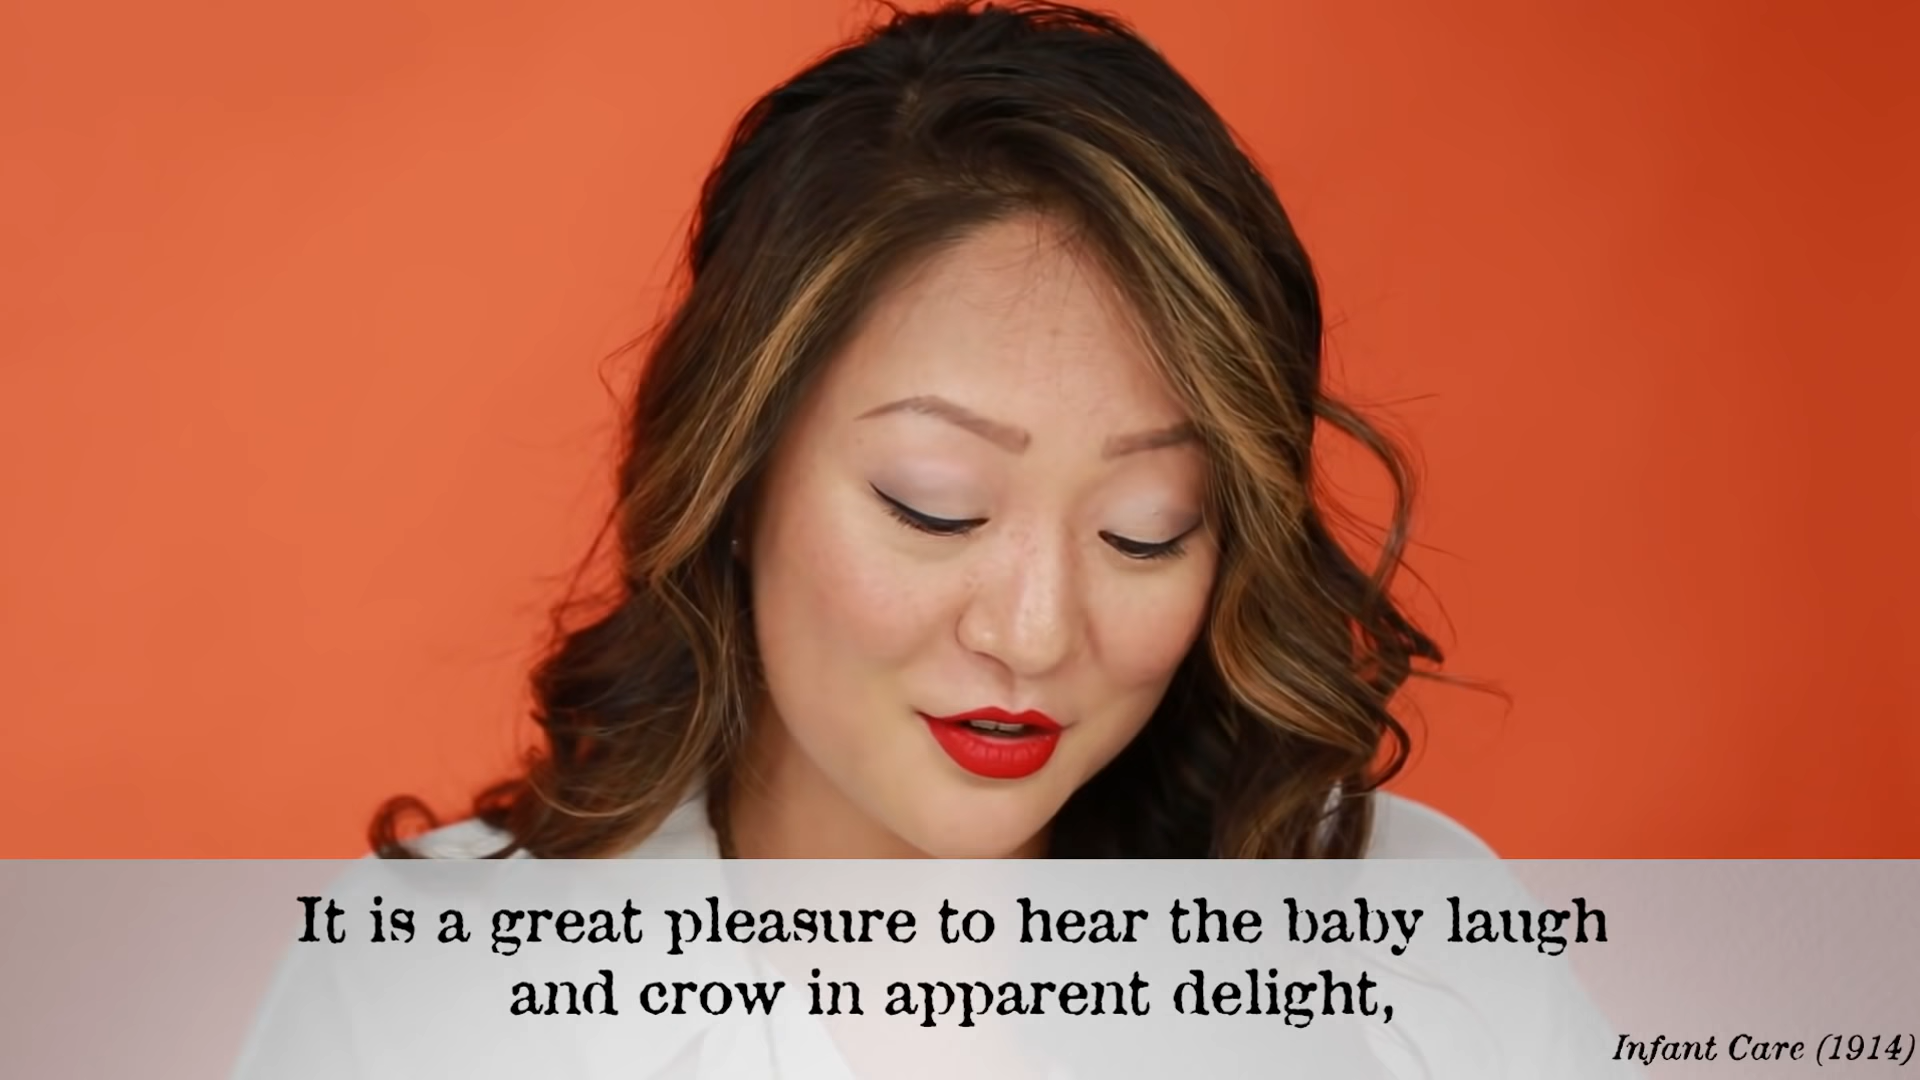 It is a great pleasure to hear the baby laugh
and crow in apparent delight,
Infant Care (1914)